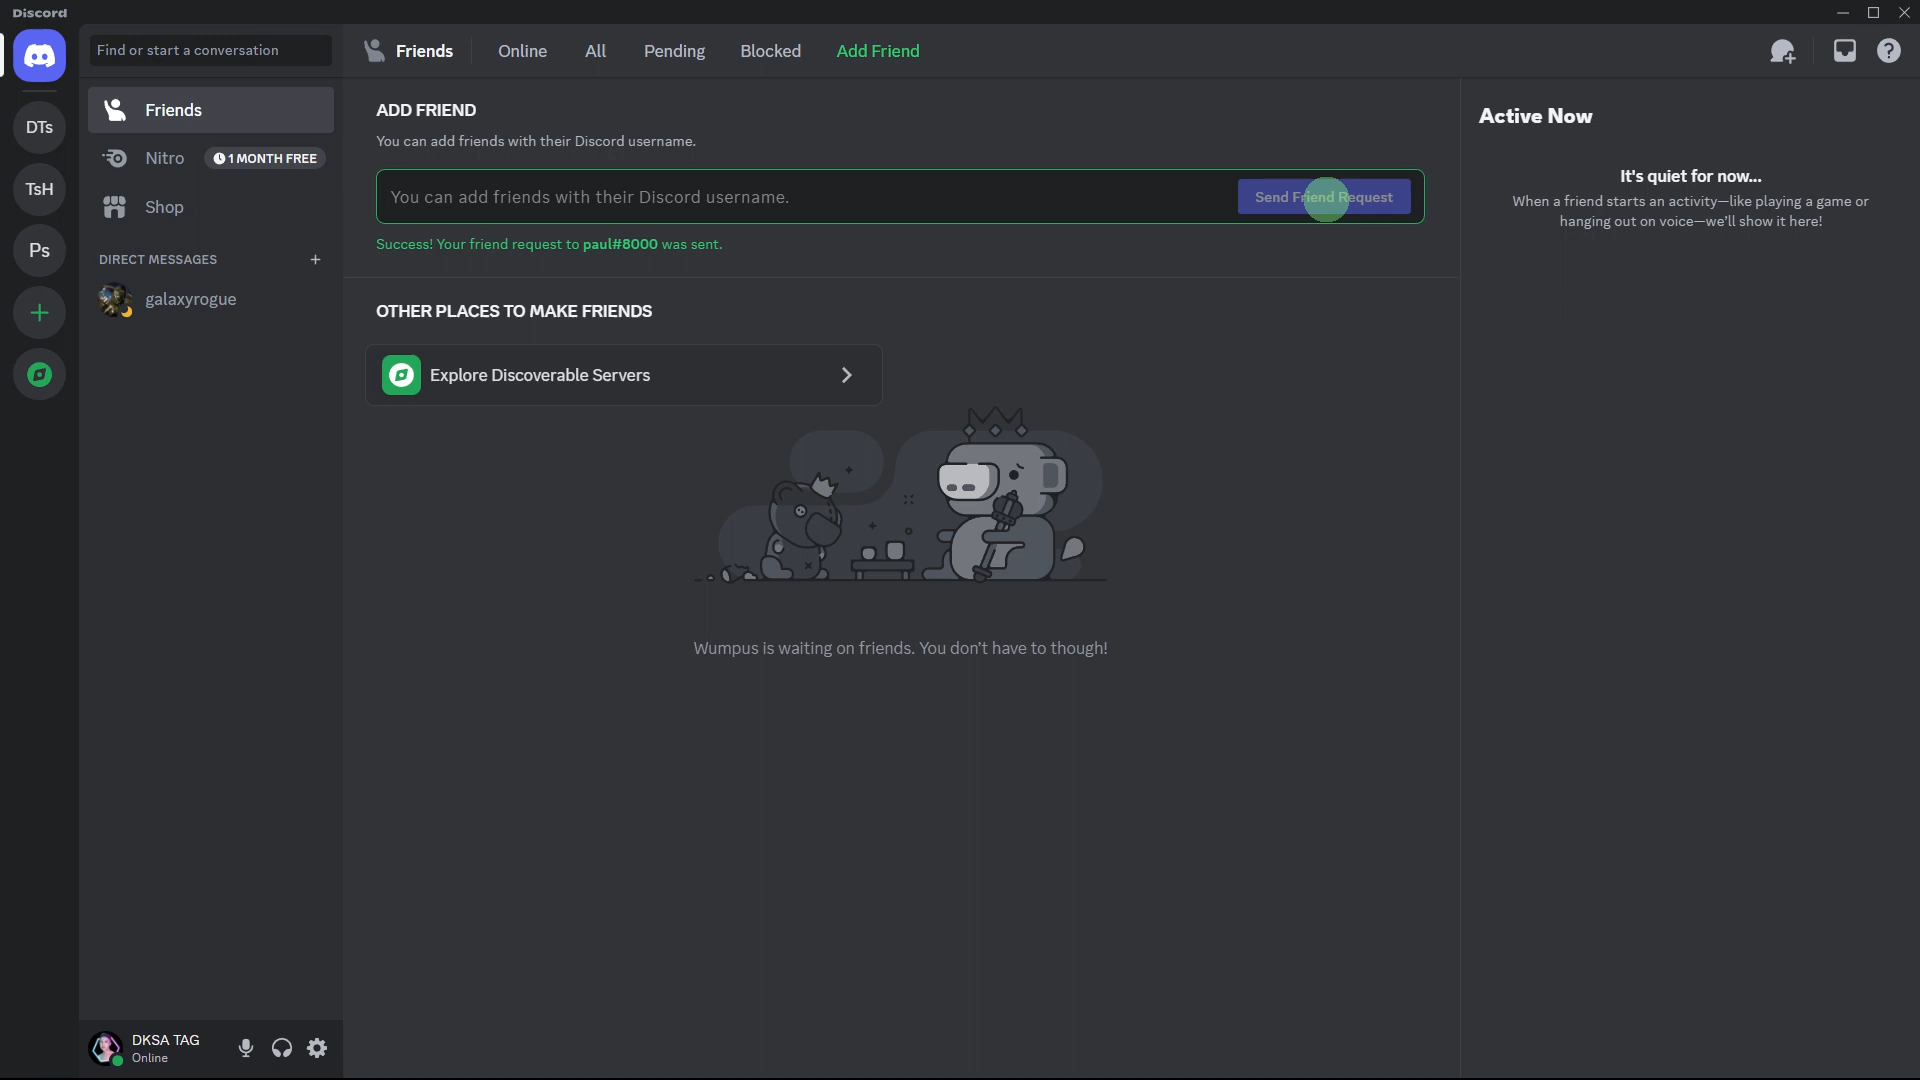 Discord
Find or start a conversation
Friends
Online
All
Pending
Blocked
Add Friend
DTs
TsH
Ps
Friends
Nitro
1 MONTH FREE
Shop
DIRECT MESSAGES
galaxyrogue
ADD FRIEND
You can add friends with their Discord username.
You can add friends with their Discord username.
Send Friend Request
Success! Your friend request to paul#8000 was sent.
OTHER PLACES TO MAKE FRIENDS
Explore Discoverable Servers
Wumpus is waiting on friends. You don't have to though!
Active Now
It's quiet for now...
When a friend starts an activity—like playing a game or
hanging out on voice—we'll show it here!
DKSA TAG
Online